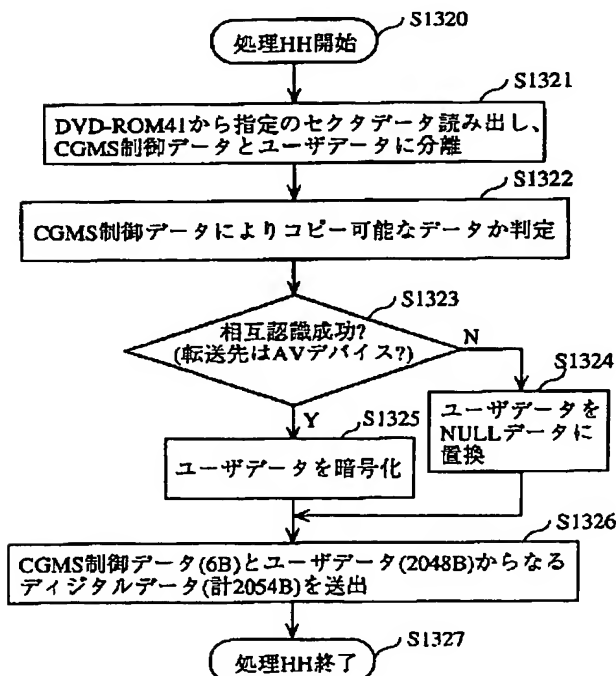 S1320
処理HH開始
S1321
DVD-ROM41から指定のセクタデータ読み出し、
CGMS制御データとユーザデータに分離
S1322
CGMS制御データによりコピー可能なデータか判定
S1323
相互認識成功?
(転送先はAVデバイス?)
N
S1324
ユーザデータを
NULLデータに
置換
Y
S1325
ユーザデータを暗号化
S1326
CGMS制御データ(6B)とユーザデータ(2048B)からなる
ディジタルデータ(計2054B)を送出
S1327
処理HH終了